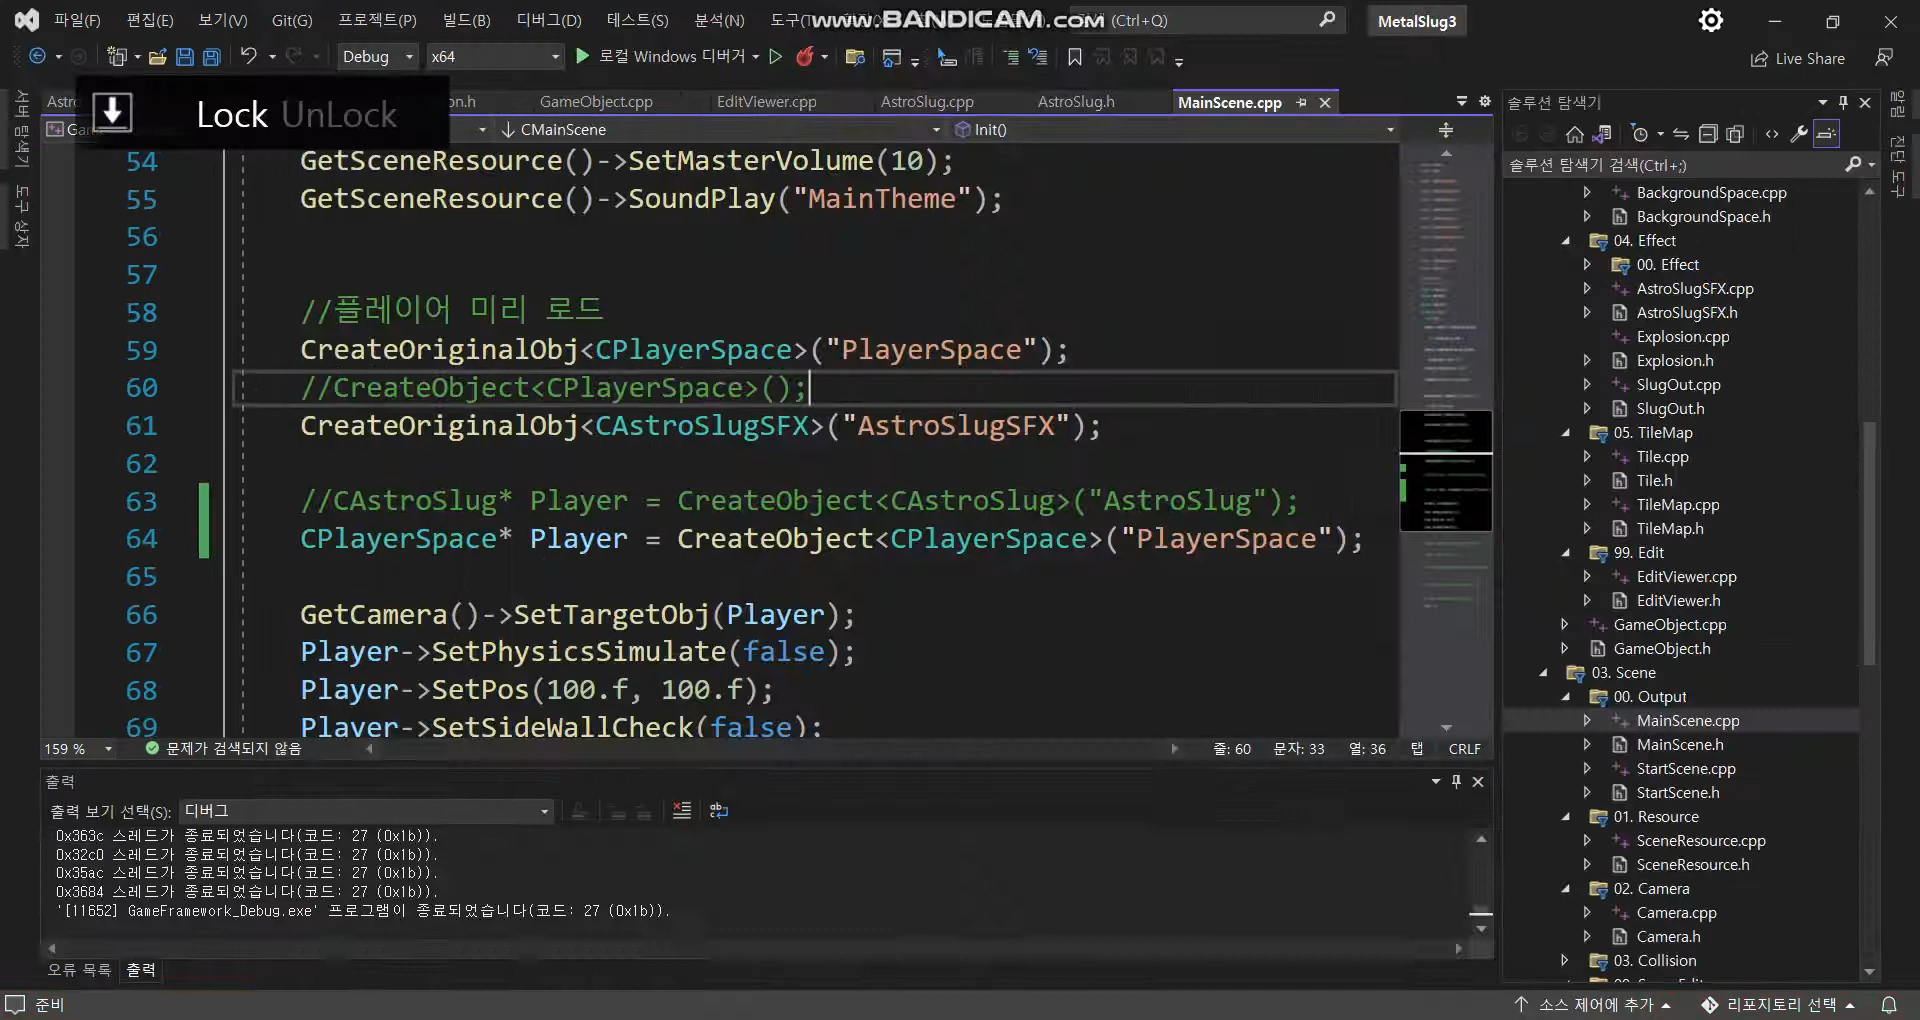 파일(F) 편집(E) 보기(V) Git(G) 프로젝트(P) 빌드(B) 디버그(D) 테스트(S) 분석(N) www.BANDICAM.com (Ctrl+Q) MetalSlug3
Debug x64 로컬 Windows 디버거 Live Share
Lock UnLock
서버 탐색기
도구 상자
Astro on.h GameObject.cpp EditViewer.cpp AstroSlug.cpp AstroSlug.h MainScene.cpp
CMainScene Init()
54 GetSceneResource()->SetMasterVolume(10);
55 GetSceneResource()->SoundPlay("MainTheme");
56
57
58 //플레이어 미리 로드
59 CreateOriginalObj<CPlayerSpace>("PlayerSpace");
60 //CreateObject<CPlayerSpace>();
61 CreateOriginalObj<CAstroSlugSFX>("AstroSlugSFX");
62
63 //CAstroSlug* Player = CreateObject<CAstroSlug>("AstroSlug");
64 CPlayerSpace* Player = CreateObject<CPlayerSpace>("PlayerSpace");
65
66 GetCamera()->SetTargetObj(Player);
67 Player->SetPhysicsSimulate(false);
68 Player->SetPos(100.f, 100.f);
69 Player->SetSideWallCheck(false);
159 % 문제가 검색되지 않음 줄: 60 문자: 33 열: 36 탭 CRLF
출력
출력 보기 선택(S): 디버그
0x363c 스레드가 종료되었습니다(코드: 27 (0x1b)).
0x32c0 스레드가 종료되었습니다(코드: 27 (0x1b)).
0x35ac 스레드가 종료되었습니다(코드: 27 (0x1b)).
0x3684 스레드가 종료되었습니다(코드: 27 (0x1b)).
'[11652] GameFramework_Debug.exe' 프로그램이 종료되었습니다(코드: 27 (0x1b)).
오류 목록 출력
솔루션 탐색기
솔루션 탐색기 검색(Ctrl+;)
BackgroundSpace.cpp
BackgroundSpace.h
04. Effect
00. Effect
AstroSlugSFX.cpp
AstroSlugSFX.h
Explosion.cpp
Explosion.h
SlugOut.cpp
SlugOut.h
05. TileMap
Tile.cpp
Tile.h
TileMap.cpp
TileMap.h
99. Edit
EditViewer.cpp
EditViewer.h
GameObject.cpp
GameObject.h
03. Scene
00. Output
MainScene.cpp
MainScene.h
StartScene.cpp
StartScene.h
01. Resource
SceneResource.cpp
SceneResource.h
02. Camera
Camera.cpp
Camera.h
03. Collision
알림
진단 도구
준비 소스 제어에 추가 리포지토리 선택